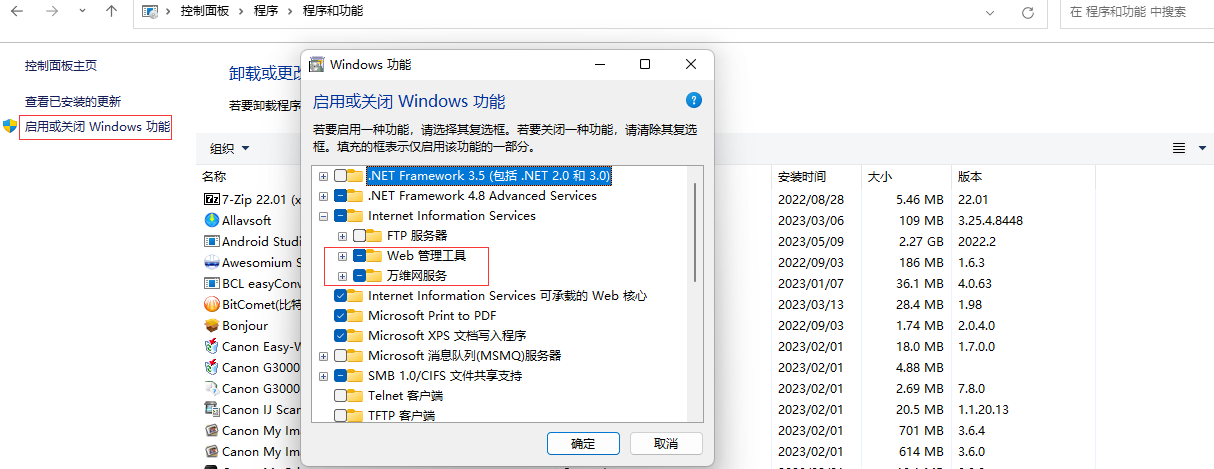 控制面板 › 程序 › 程序和功能
在 程序和功能 中搜索
控制面板主页
查看已安装的更新
启用或关闭 Windows 功能
卸载或更改
若要卸载程序
组织
名称
安装时间
大小
版本
7-Zip 22.01 (x
2022/08/28
5.46 MB
22.01
Allavsoft
2023/03/06
109 MB
3.25.4.8448
Android Studi
2023/05/09
2.27 GB
2022.2
Awesomium S
2022/09/03
186 MB
1.6.3
BCL easyConv
2023/01/07
36.1 MB
4.0.63
BitComet(比特
2023/03/13
28.4 MB
1.98
Bonjour
2022/09/03
1.74 MB
2.0.4.0
Canon Easy-W
2023/02/01
18.0 MB
1.7.0.0
Canon G3000
2023/02/01
4.88 MB
Canon G3000
2023/02/01
2.69 MB
7.8.0
Canon IJ Scan
2023/02/01
20.5 MB
1.1.20.13
Canon My Ima
2023/02/01
701 MB
3.6.4
Canon My Ima
2023/02/01
614 MB
3.6.0
Windows 功能
启用或关闭 Windows 功能
若要启用一种功能，请选择其复选框。若要关闭一种功能，请清除其复选
框。填充的框表示仅启用该功能的一部分。
.NET Framework 3.5 (包括 .NET 2.0 和 3.0)
.NET Framework 4.8 Advanced Services
Internet Information Services
FTP 服务器
Web 管理工具
万维网服务
Internet Information Services 可承载的 Web 核心
Microsoft Print to PDF
Microsoft XPS 文档写入程序
Microsoft 消息队列(MSMQ)服务器
SMB 1.0/CIFS 文件共享支持
Telnet 客户端
TFTP 客户端
确定
取消